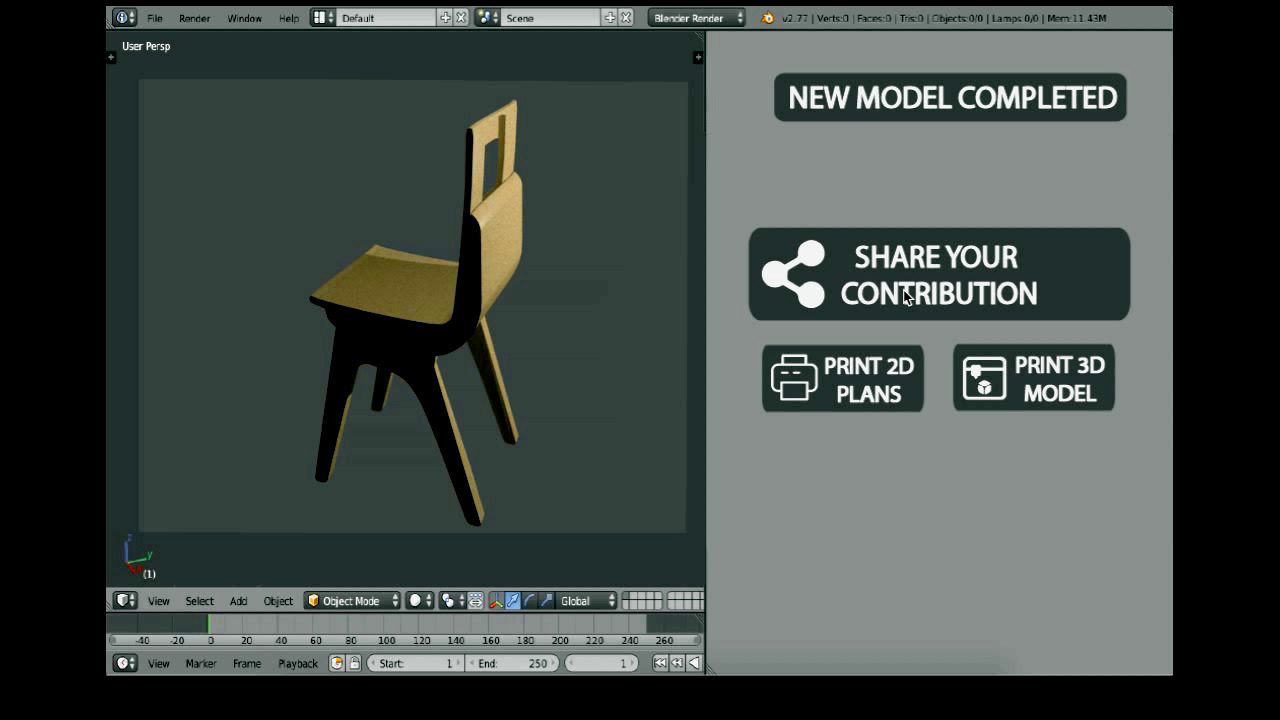 File Render Window Help Default Scene Blender Render v2.77 | Verts:0 | Faces:0 | Tris:0 | Objects:0/0 | Lamps:0/0 | Mem:11.43M
User Persp
NEW MODEL COMPLETED
SHARE YOUR
CONTRIBUTION
PRINT 2D
PLANS
PRINT 3D
MODEL
z
y
x
(1)
View Select Add Object Object Mode Global
-40 -20 0 20 40 60 80 100 120 140 160 180 200 220 240 260
View Marker Frame Playback Start: 1 End: 250 1